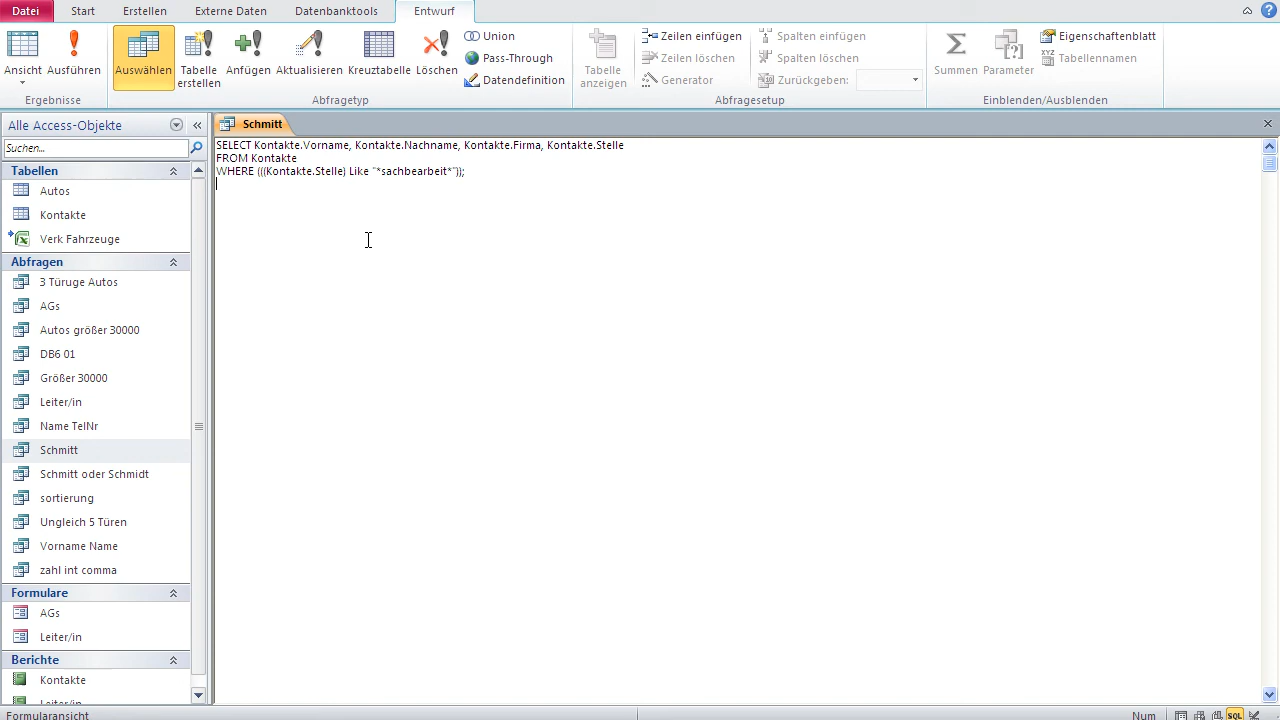 Datei Start Erstellen Externe Daten Datenbanktools Entwurf
Ansicht Ausführen
Ergebnisse
Auswählen Tabelle erstellen Anfügen Aktualisieren Kreuztabelle Löschen
Union
Pass-Through
Datendefinition
Abfragetyp
Tabelle anzeigen
Zeilen einfügen
Zeilen löschen
Generator
Spalten einfügen
Spalten löschen
Zurückgeben:
Abfragesetup
Summen Parameter
Eigenschaftenblatt
XYZ Tabellennamen
Einblenden/Ausblenden
Alle Access-Objekte
Suchen...
Tabellen
Autos
Kontakte
Verk Fahrzeuge
Abfragen
3 Türuge Autos
AGs
Autos größer 30000
DB6 01
Größer 30000
Leiter/in
Name TelNr
Schmitt
Schmitt oder Schmidt
sortierung
Ungleich 5 Türen
Vorname Name
zahl int comma
Formulare
AGs
Leiter/in
Berichte
Kontakte
Leiter/in
Schmitt
SELECT Kontakte.Vorname, Kontakte.Nachname, Kontakte.Firma, Kontakte.Stelle
FROM Kontakte
WHERE (((Kontakte.Stelle) Like "*sachbearbeit*"));
Formularansicht
Num
SQL